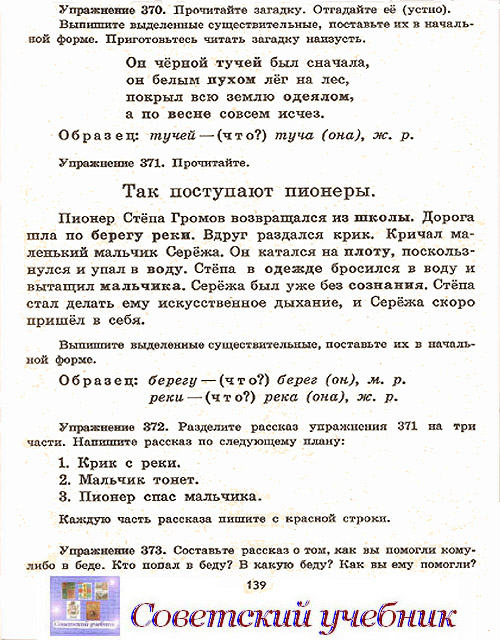 Упражнение 370. Прочитайте загадку. Отгадайте её (устно).
Выпишите выделенные существительные, поставьте их в началь-
ной форме. Приготовьтесь читать загадку наизусть.
Он чёрной тучей был сначала,
он белым пухом лёг на лес,
покрыл всю землю одеялом,
а по весне совсем исчез.
Образец: тучей — (что?) туча (она), ж. р.
Упражнение 371. Прочитайте.
Так поступают пионеры.
Пионер Стёпа Громов возвращался из школы. Дорога
шла по берегу реки. Вдруг раздался крик. Кричал ма-
ленький мальчик Серёжа. Он катался на плоту, поскольз-
нулся и упал в воду. Стёпа в одежде бросился в воду и
вытащил мальчика. Серёжа был уже без сознания. Стёпа
стал делать ему искусственное дыхание, и Серёжа скоро
пришёл в себя.
Выпишите выделенные существительные, поставьте их в началь-
ной форме.
Образец: берегу — (что?) берег (он), м. р.
реки — (что?) река (она), ж. р.
Упражнение 372. Разделите рассказ упражнения 371 на три
части. Напишите рассказ по следующему плану:
1. Крик с реки.
2. Мальчик тонет.
3. Пионер спас мальчика.
Каждую часть рассказа пишите с красной строки.
Упражнение 373. Составьте рассказ о том, как вы помогли кому-
либо в беде. Кто попал в беду? В какую беду? Как вы ему помогли?
139
Советский учебник
Советский учебник